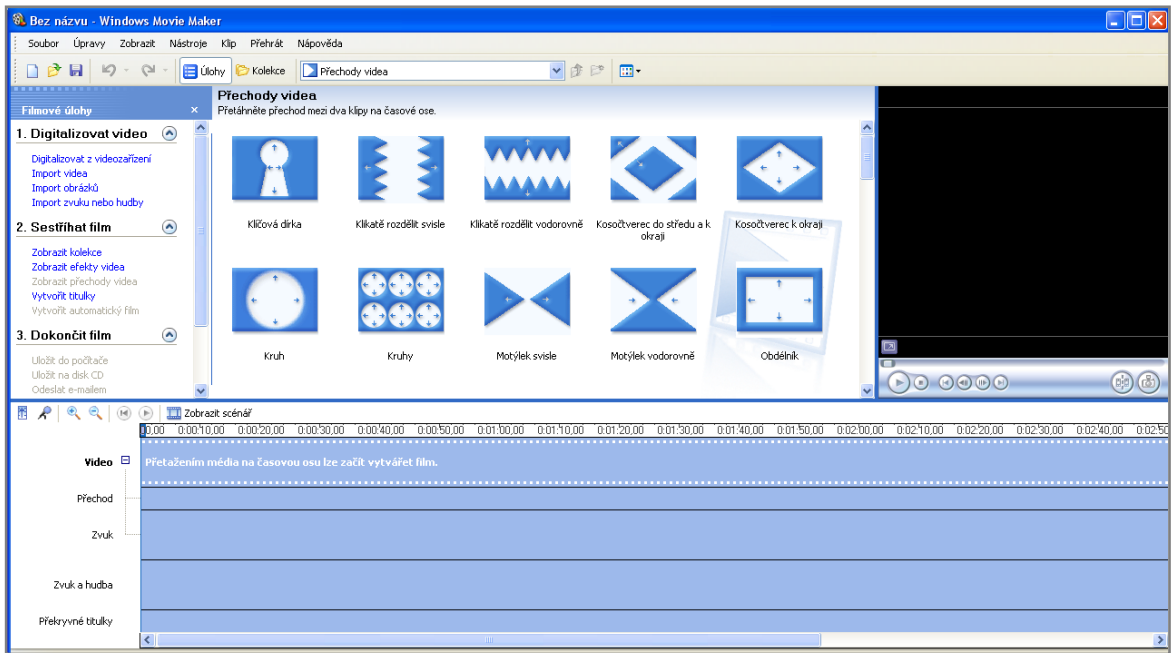 Bez názvu - Windows Movie Maker
Soubor Úpravy Zobrazit Nástroje Klip Přehrát Nápověda
Úlohy Kolekce Přechody videa
Filmové úlohy
1. Digitalizovat video
Digitalizovat z videozařízení
Import videa
Import obrázků
Import zvuku nebo hudby
2. Sestříhat film
Zobrazit kolekce
Zobrazit efekty videa
Zobrazit přechody videa
Vytvořit titulky
Vytvořit automatický film
3. Dokončit film
Uložit do počítače
Uložit na disk CD
Odeslat e-mailem
Přechody videa
Přetáhněte přechod mezi dva klipy na časové ose.
Klíčová dírka
Klikatě rozdělit svisle
Klikatě rozdělit vodorovně
Kosočtverec do středu a k
okraji
Kosočtverec k okraji
Kruh
Kruhy
Motýlek svisle
Motýlek vodorovně
Obdélník
Zobrazit scénář
0,00 0:00:10,00 0:00:20,00 0:00:30,00 0:00:40,00 0:00:50,00 0:01:00,00 0:01:10,00 0:01:20,00 0:01:30,00 0:01:40,00 0:01:50,00 0:02:00,00 0:02:10,00 0:02:20,00 0:02:30,00 0:02:40,00 0:02:50
Video
Přetažením média na časovou osu lze začít vytvářet film.
Přechod
Zvuk
Zvuk a hudba
Překryvné titulky